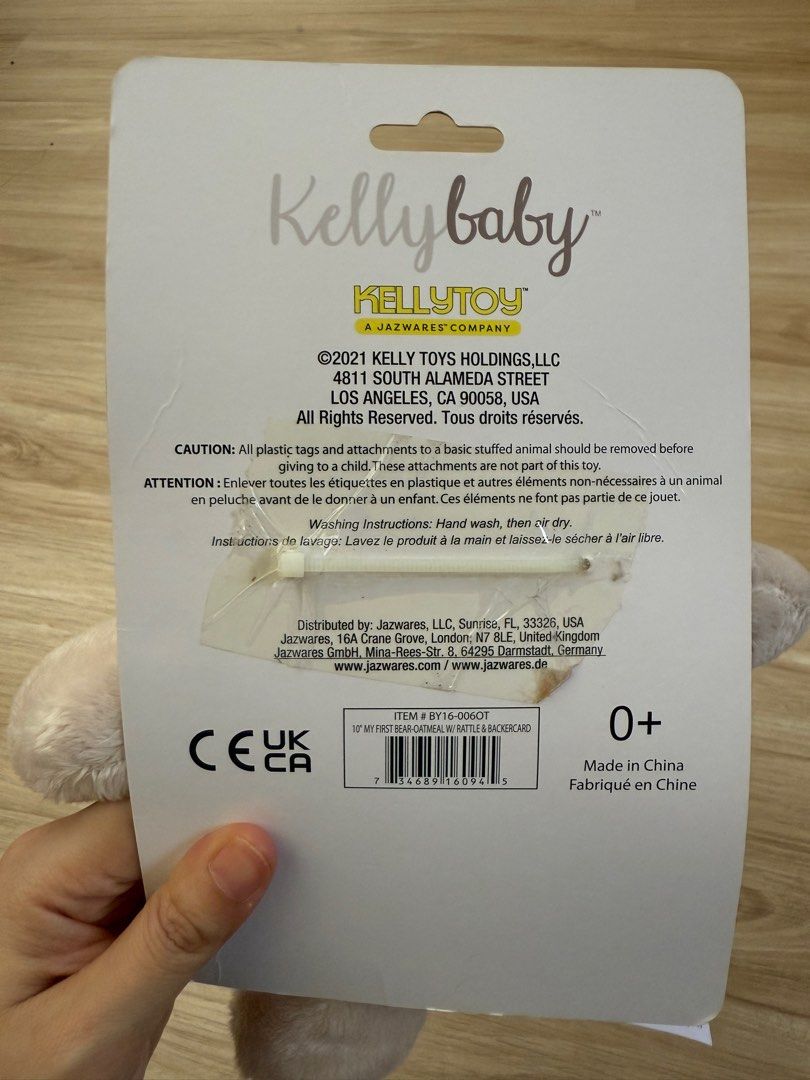 Kellybaby™
KELLYTOY™
A JAZWARES™ COMPANY
©2021 KELLY TOYS HOLDINGS,LLC
4811 SOUTH ALAMEDA STREET
LOS ANGELES, CA 90058, USA
All Rights Reserved. Tous droits réservés.
CAUTION: All plastic tags and attachments to a basic stuffed animal should be removed before
giving to a child.These attachments are not part of this toy.
ATTENTION : Enlever toutes les étiquettes en plastique et autres éléments non-nécessaires à un animal
en peluche avant de le donner à un enfant. Ces éléments ne font pas partie de ce jouet.
Washing Instructions: Hand wash, then air dry.
Instructions de lavage: Lavez le produit à la main et laissez-le sécher à l'air libre.
Distributed by: Jazwares, LLC, Sunrise, FL, 33326, USA
Jazwares, 16A Crane Grove, London, N7 8LE, United Kingdom
Jazwares GmbH, Mina-Rees-Str. 8, 64295 Darmstadt, Germany
www.jazwares.com / www.jazwares.de
CE UK
CA
ITEM # BY16-006OT
10" MY FIRST BEAR-OATMEAL W/ RATTLE & BACKERCARD
7 34689 16094 5
0+
Made in China
Fabriqué en Chine